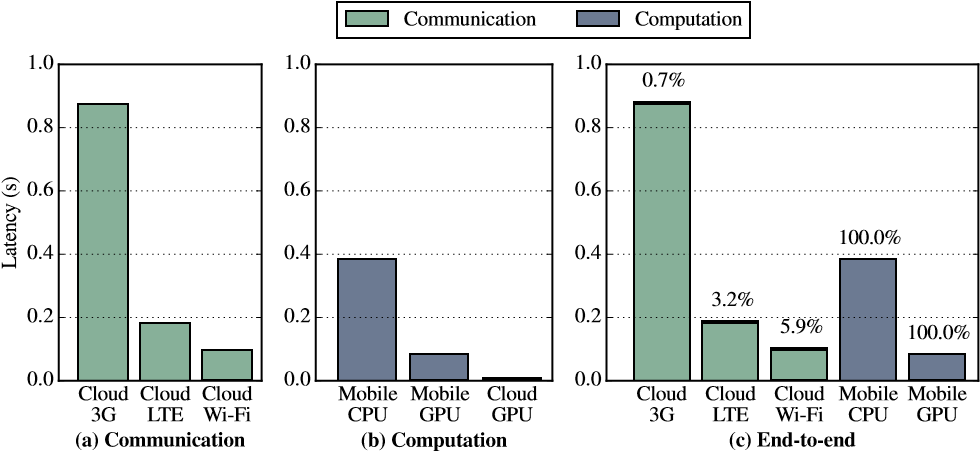 Communication Computation
Latency (s)
1.0
0.8
0.6
0.4
0.2
0.0
Cloud 3G
Cloud LTE
Cloud Wi-Fi
(a) Communication
1.0
0.8
0.6
0.4
0.2
0.0
Mobile CPU
Mobile GPU
Cloud GPU
(b) Computation
1.0
0.8
0.6
0.4
0.2
0.0
0.7%
3.2%
5.9%
100.0%
100.0%
Cloud 3G
Cloud LTE
Cloud Wi-Fi
Mobile CPU
Mobile GPU
(c) End-to-end